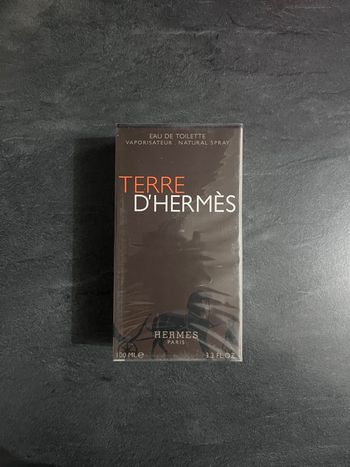 EAU DE TOILETTE
VAPORISATEUR NATURAL SPRAY
TERRE
D'HERMÈS
HERMES
PARIS
100 ML e 3.3 FL.OZ.